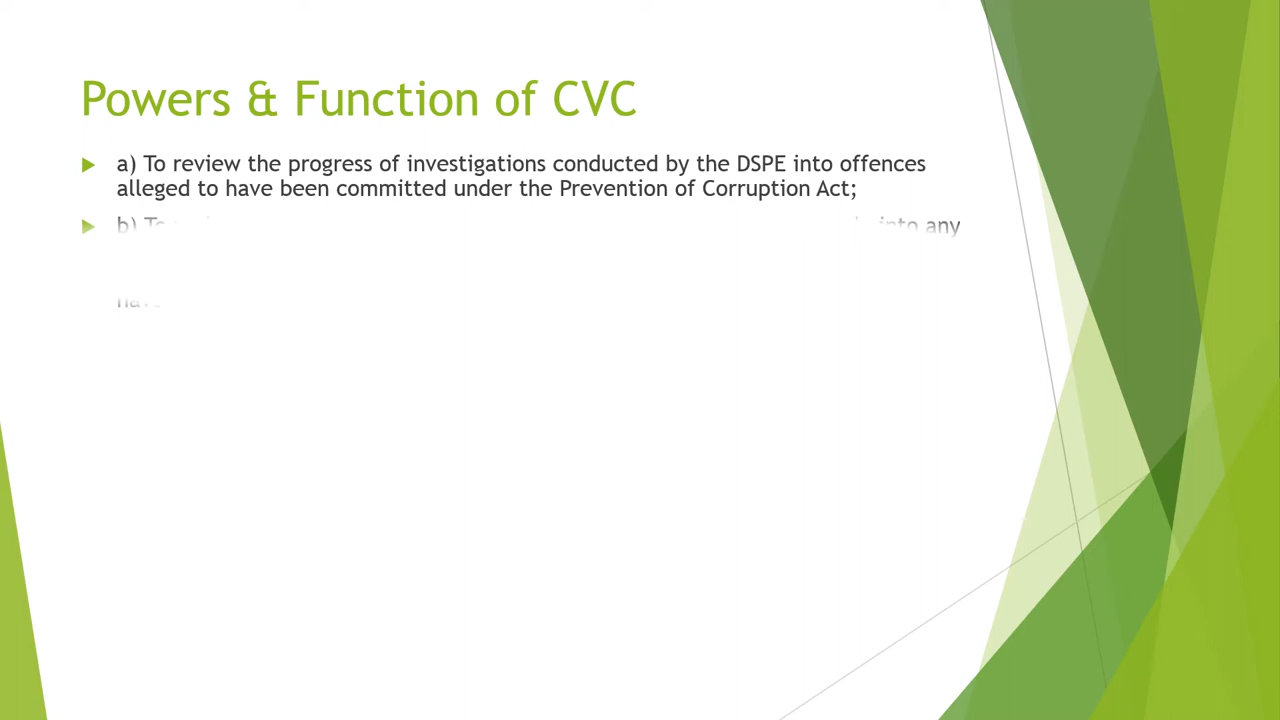 Powers & Function of CVC
a) To review the progress of investigations conducted by the DSPE into offences
alleged to have been committed under the Prevention of Corruption Act;
b) To into any